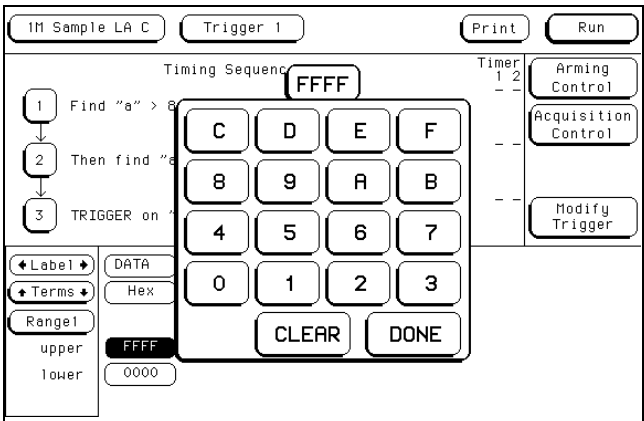 1M Sample LA C Trigger 1 Print Run
Timing Sequenc Timer
1 2
FFFF
Arming
Control
1 Find "a" > 8 - -
Acquisition
Control
2 Then find "a - -
3 TRIGGER on " - -
Modify
Trigger
C D E F
8 9 A B
4 5 6 7
0 1 2 3
CLEAR DONE
Label DATA
Terms Hex
Range1
upper FFFF
lower 0000